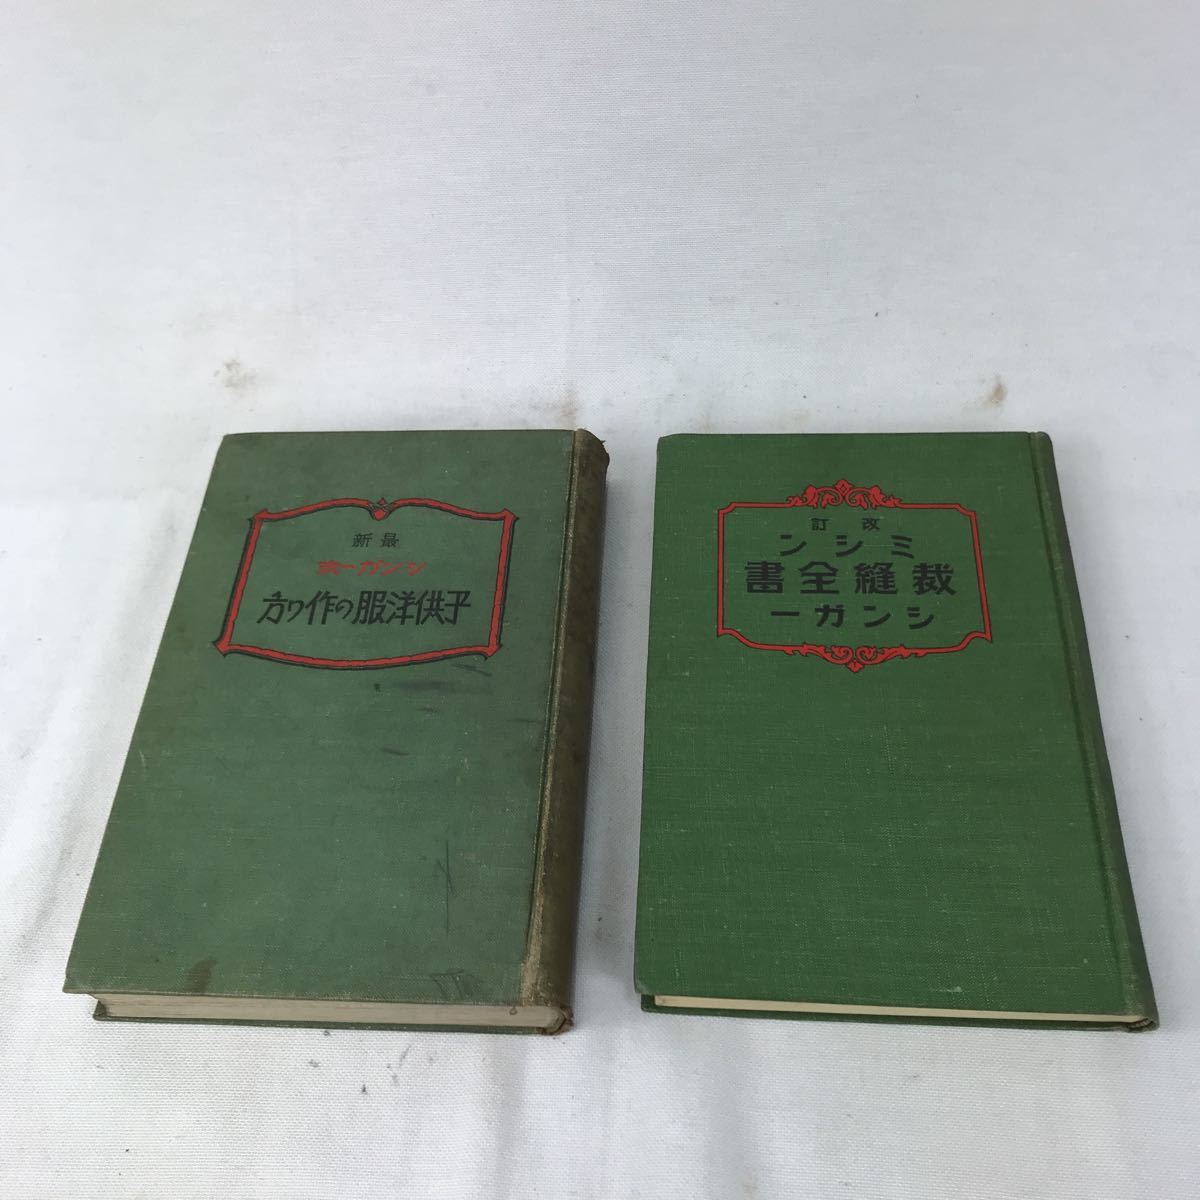 最新
シンガーホ
子供洋服の作り方
改訂
ミシン
裁縫全書
シンガー